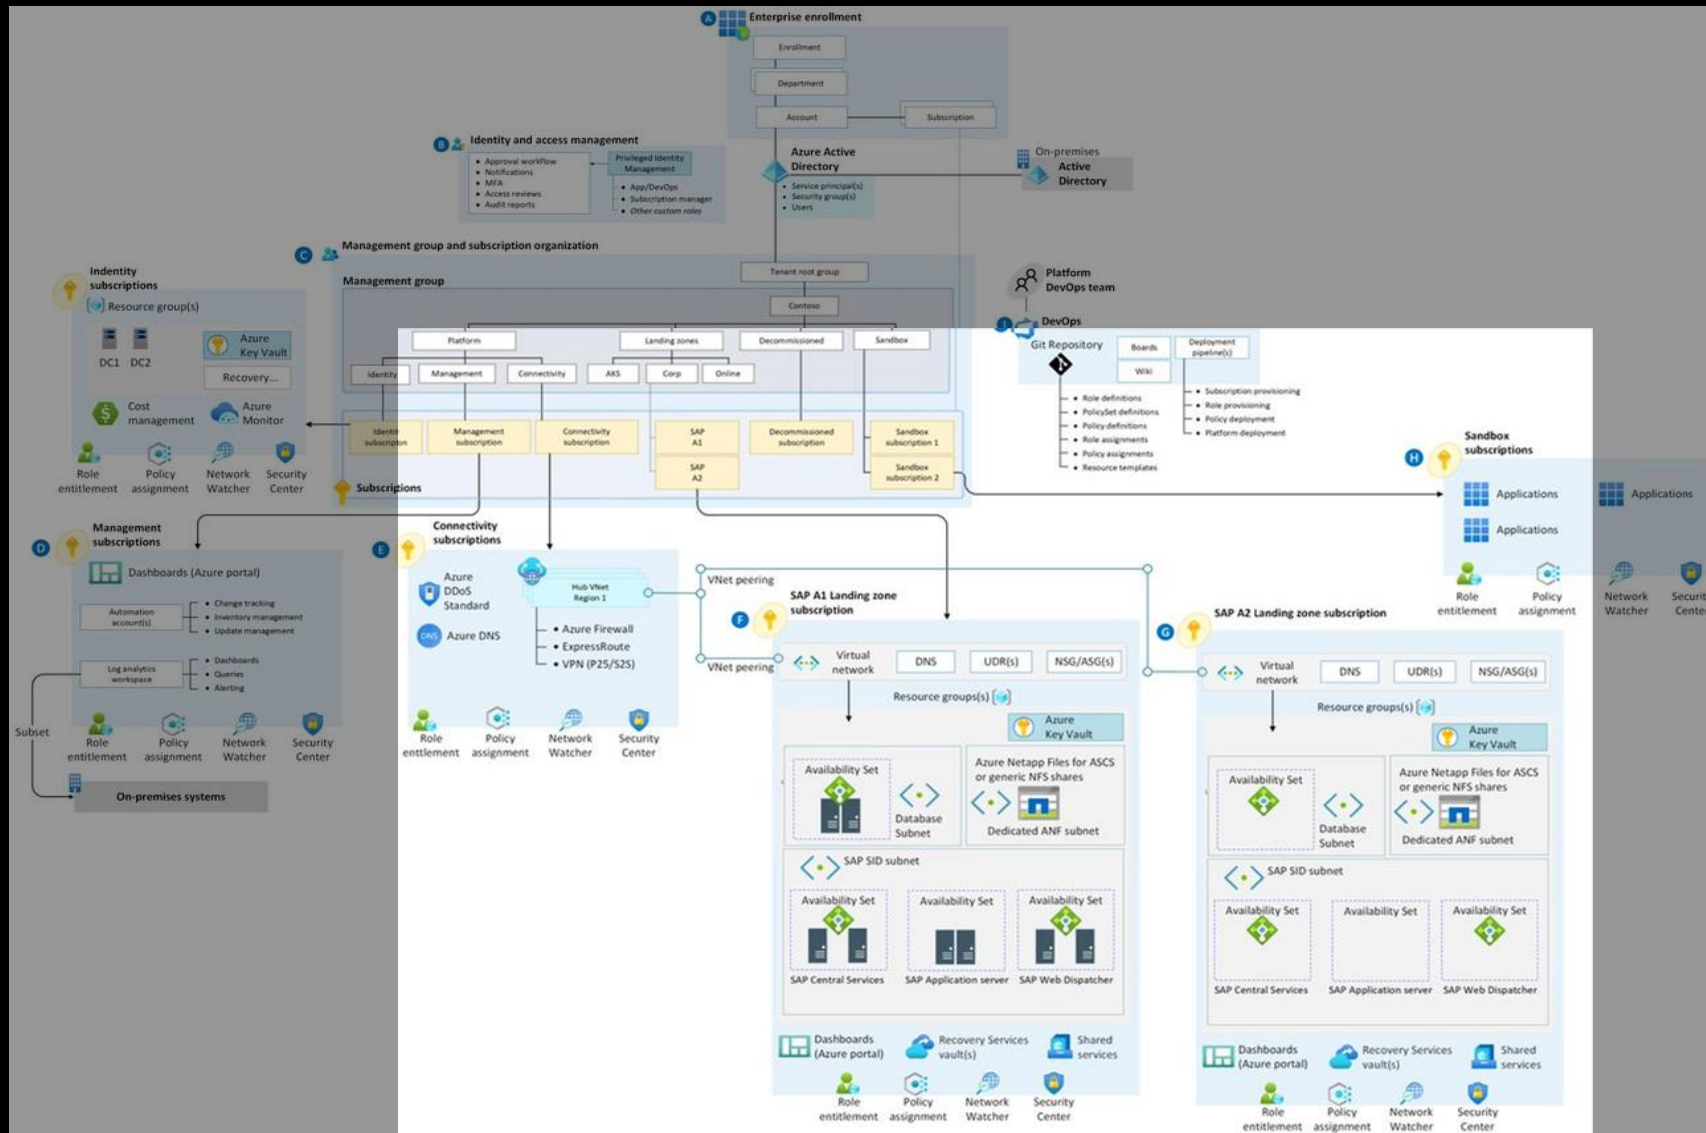 A
Enterprise enrollment
Enrollment
Department
Account
Subscription
B
Identity and access management
• Approval workflow
• Notifications
• MFA
• Access reviews
• Audit reports
Privileged Identity
Management
• App/DevOps
• Subscription manager
• Other custom roles
Azure Active
Directory
• Service principal(s)
• Security group(s)
• Users
On-premises
Active
Directory
C
Management group and subscription organization
Management group
Tenant root group
Contoso
Platform
Landing zones
Decommissioned
Sandbox
Identity
Management
Connectivity
AKS
Corp
Online
Identit
subscripton
Management
subscription
Connectivity
subscription
SAP
A1
Decommissioned
subscription
Sandbox
subscription 1
SAP
A2
Sandbox
subscription 2
Subscriptions
Indentity
subscriptions
Resource group(s)
DC1 DC2
Azure
Key Vault
Recovery...
Cost
management
Azure
Monitor
Role
entitlement
Policy
assignment
Network
Watcher
Security
Center
Platform
DevOps team
DevOps
Git Repository
Boards
Wiki
Deployment
pipeline(s)
• Role definitions
• PolicySet definitions
• Policy definitions
• Role assignments
• Policy assignments
• Resource templates
• Subscription provisioning
• Role provisioning
• Policy deployment
• Platform deployment
H
Sandbox
subscriptions
Applications
Applications
Applications
Role
entitlement
Policy
assignment
Network
Watcher
Securit
Cente
D
Management
subscriptions
Dashboards (Azure portal)
Automation
account(s)
• Change tracking
• Inventory management
• Update management
Log analytics
workspace
• Dashboards
• Queries
• Alerting
Subset
Role
entitlement
Policy
assignment
Network
Watcher
Security
Center
On-premises systems
E
Connectivity
subscriptions
Azure
DDoS
Standard
DNS
Azure DNS
Hub VNet
Region 1
• Azure Firewall
• ExpressRoute
• VPN (P2S/S2S)
Role
entitlement
Policy
assignment
Network
Watcher
Security
Center
VNet peering
VNet peering
F
SAP A1 Landing zone
subscription
Virtual
network
DNS
UDR(s)
NSG/ASG(s)
Resource groups(s)
Azure
Key Vault
Availability Set
Database
Subnet
Azure Netapp Files for ASCS
or generic NFS shares
Dedicated ANF subnet
SAP SID subnet
Availability Set
Availability Set
Availability Set
SAP Central Services
SAP Application server
SAP Web Dispatcher
Dashboards
(Azure portal)
Recovery Services
vault(s)
Shared
services
Role
entitlement
Policy
assignment
Network
Watcher
Security
Center
G
SAP A2 Landing zone subscription
Virtual
network
DNS
UDR(s)
NSG/ASG(s)
Resource groups(s)
Azure
Key Vault
Availability Set
Database
Subnet
Azure Netapp Files for ASCS
or generic NFS shares
Dedicated ANF subnet
SAP SID subnet
Availability Set
Availability Set
Availability Set
SAP Central Services
SAP Application server
SAP Web Dispatcher
Dashboards
(Azure portal)
Recovery Services
vault(s)
Shared
services
Role
entitlement
Policy
assignment
Network
Watcher
Security
Center